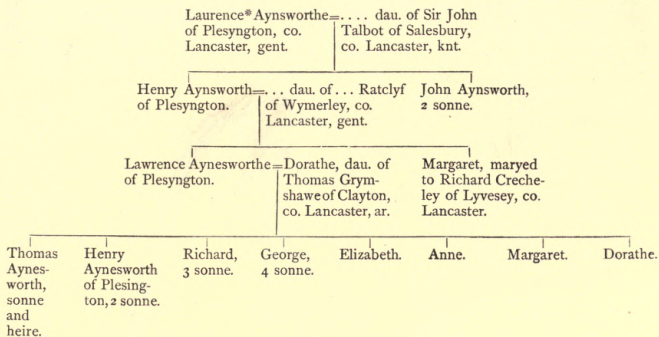 Laurence* Aynsworthe=.... dau. of Sir John
of Plesyngton, co. Talbot of Salesbury,
Lancaster, gent. co. Lancaster, knt.
Henry Aynsworth=... dau. of... Ratclyf John Aynsworth,
of Plesyngton. of Wymerley, co. 2 sonne.
Lancaster, gent.
Lawrence Aynesworthe=Dorathe, dau. of Margaret, maryed
of Plesyngton. Thomas Grym- to Richard Creche-
shawe of Clayton, ley of Lyvesey, co.
co. Lancaster, ar. Lancaster.
Thomas Henry Richard, George, Elizabeth. Anne. Margaret. Dorathe.
Aynes- Aynesworth 3 sonne. 4 sonne.
worth, of Plesing-
sonne ton, 2 sonne.
and
heire.